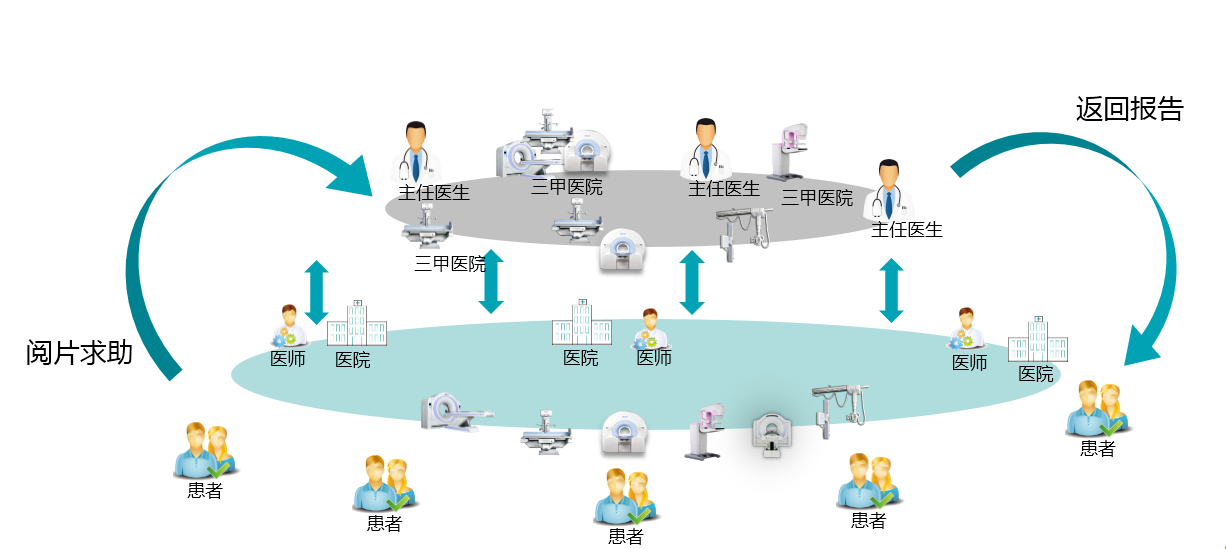 返回报告
三甲医院
主任医生
主任医生
三甲医院
主任医生
三甲医院
阅片求助
医师
医院
医院
医师
医师
医院
患者
患者
患者
患者
患者